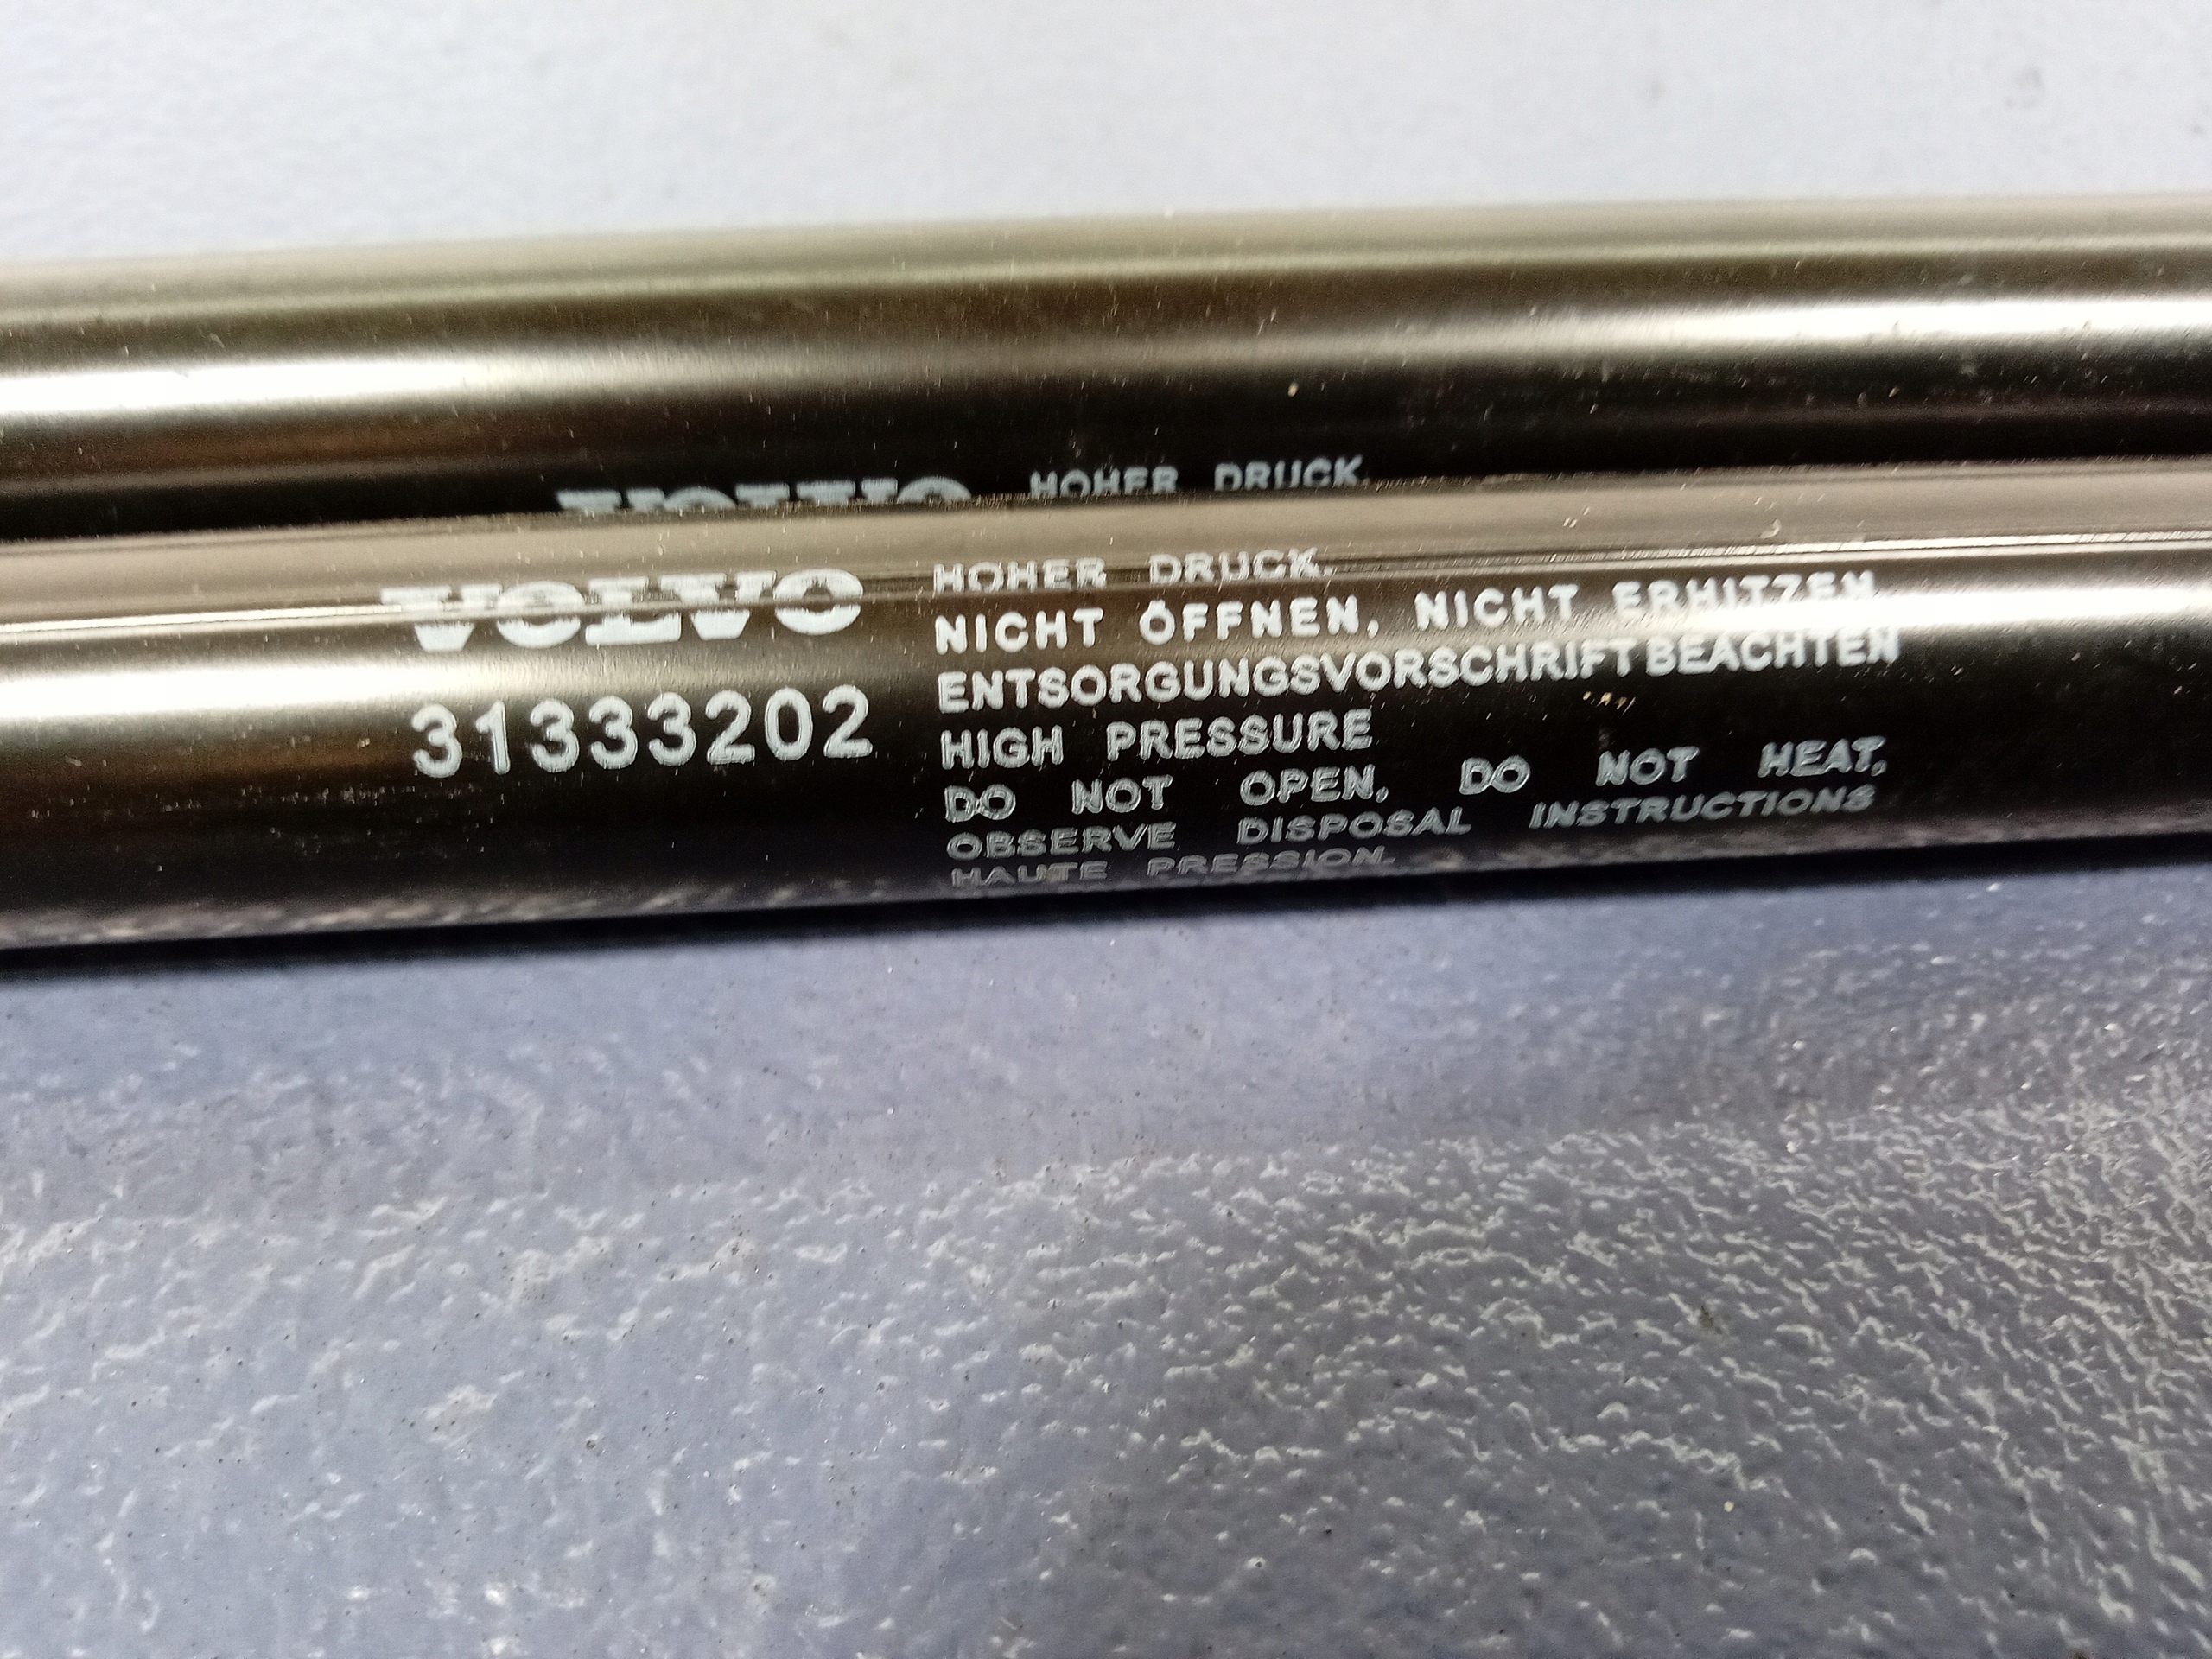 VOLVO HOHER DRUCK.
VOLVO
31333202
HOHER DRUCK.
NICHT ÖFFNEN, NICHT ERHITZEN
ENTSORGUNGSVORSCHRIFT BEACHTEN
HIGH PRESSURE
DO NOT OPEN, DO NOT HEAT,
OBSERVE DISPOSAL INSTRUCTIONS
HAUTE PRESSION.